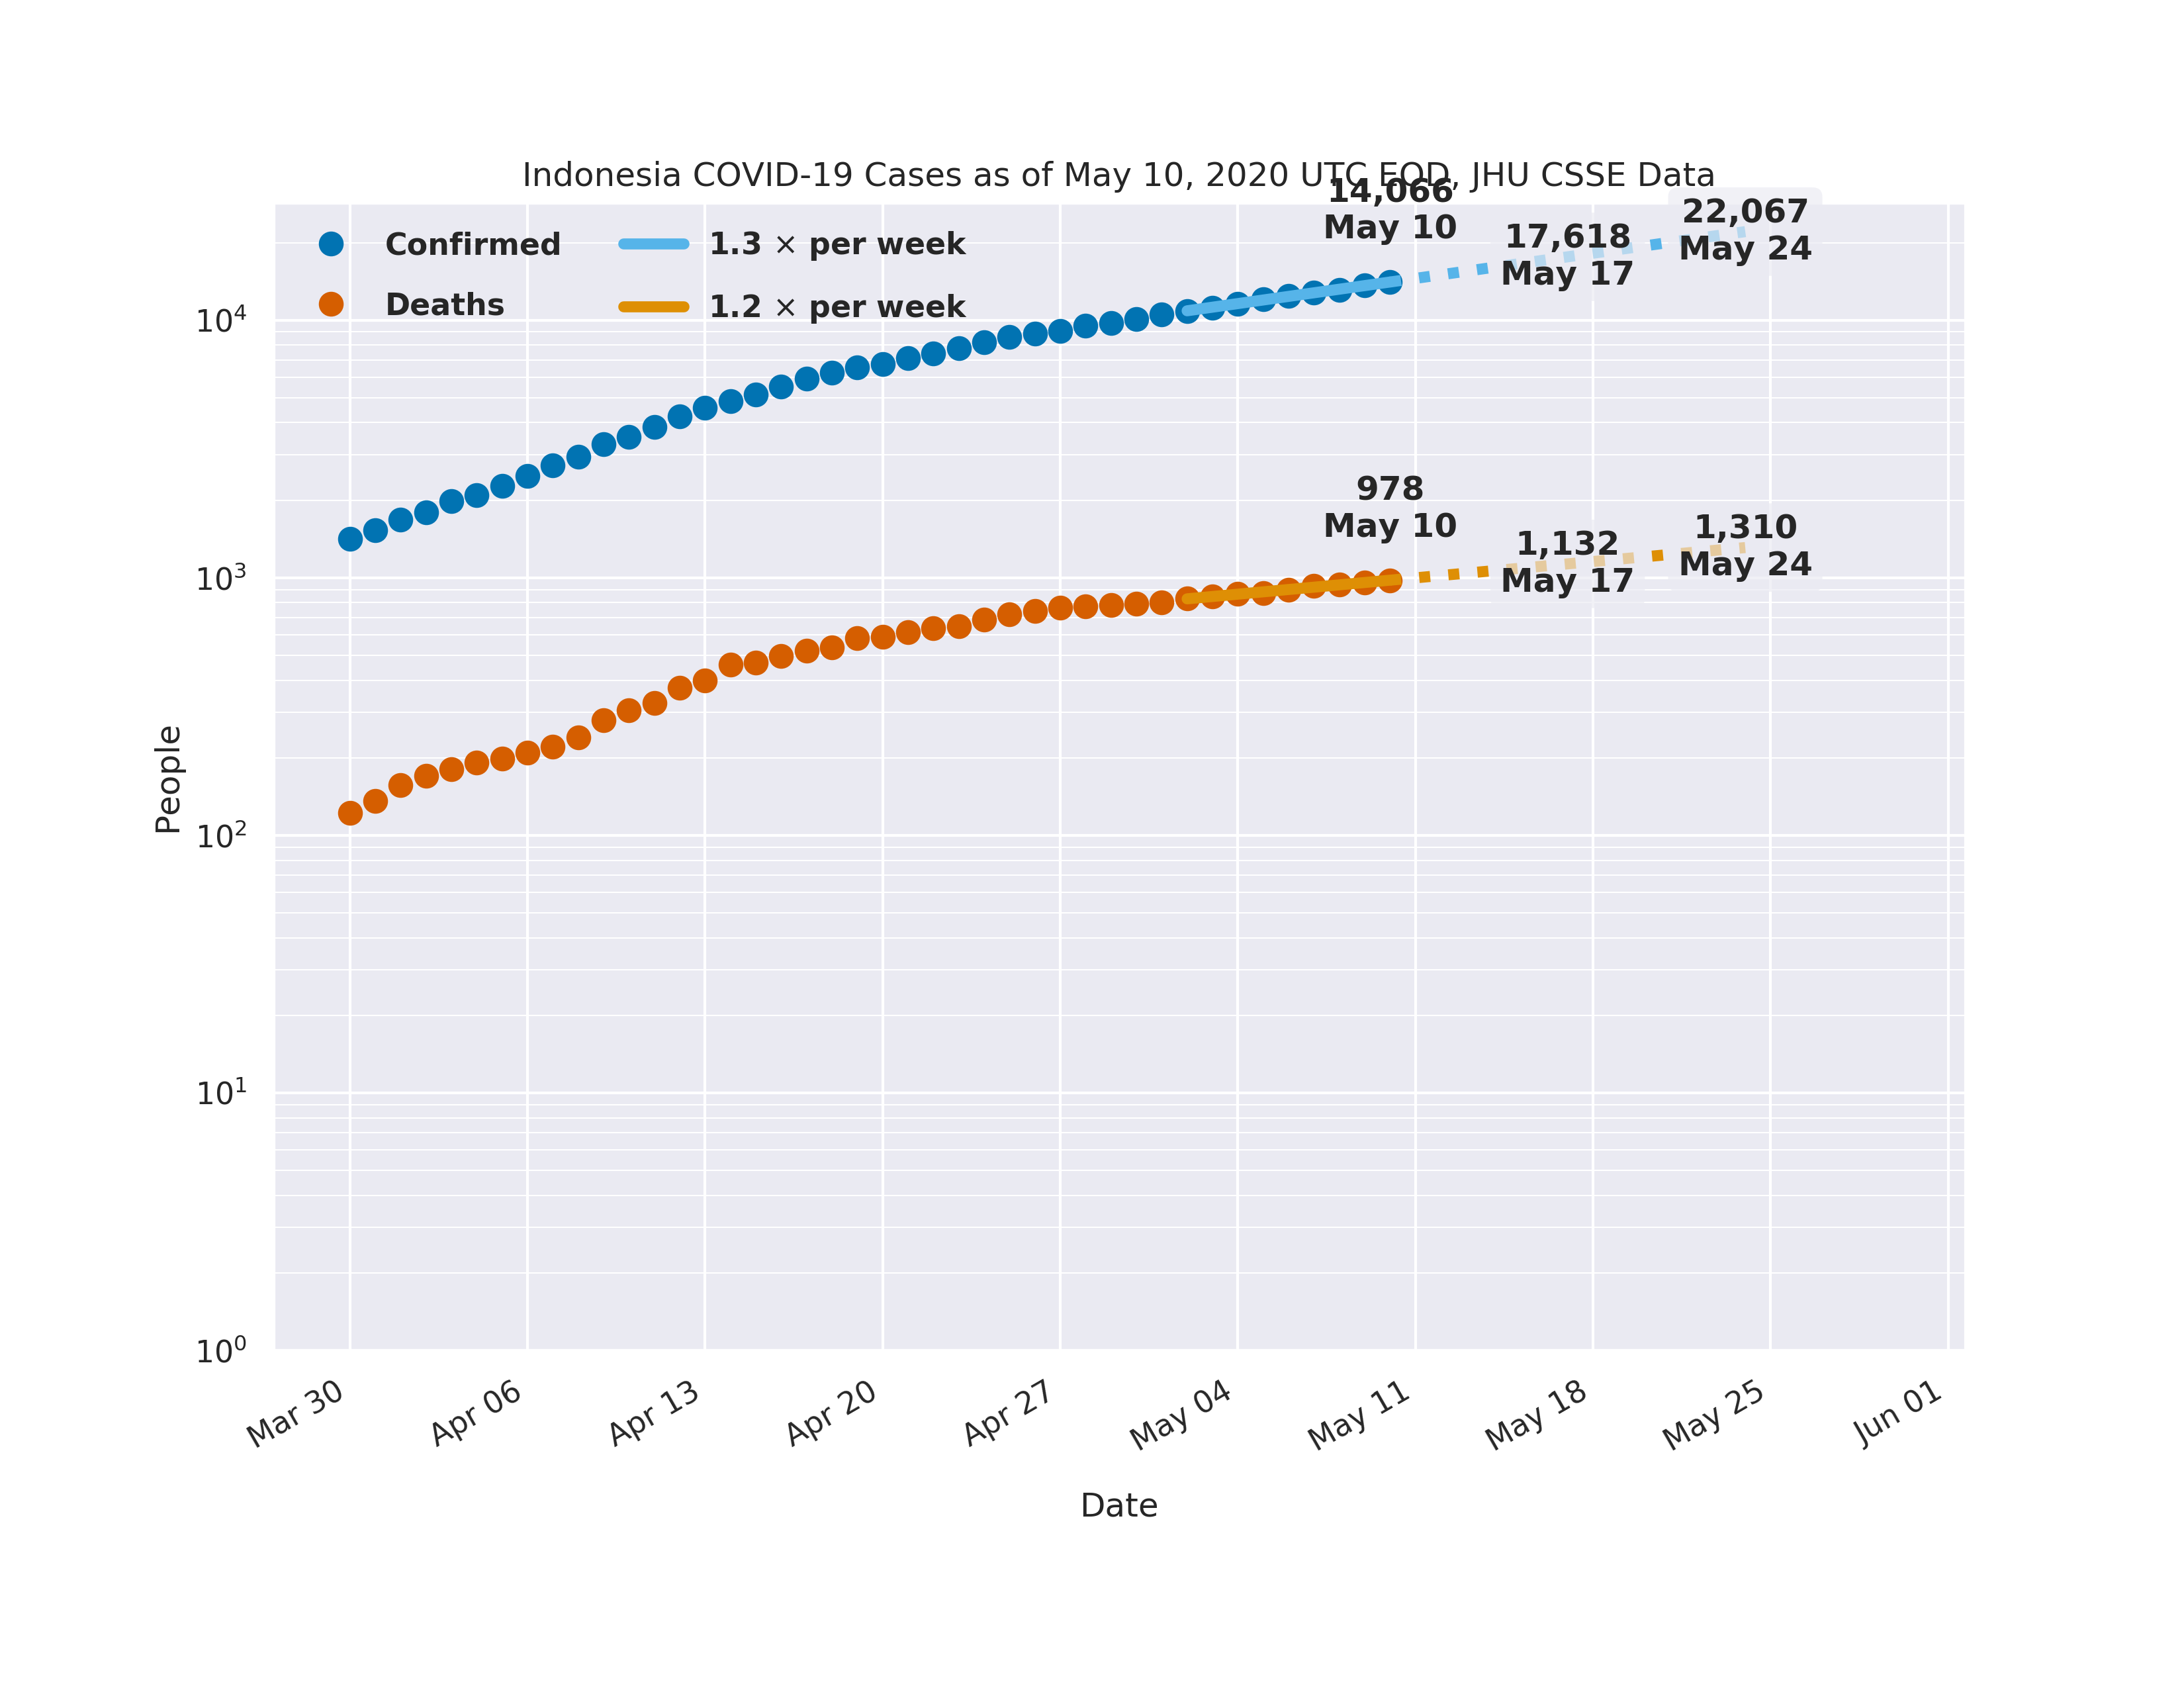 Indonesia COVID-19 Cases as of May 10, 2020 UTC EOD, JHU CSSE Data
Confirmed
Deaths
1.3 × per week
1.2 × per week
14,066
May 10
17,618
May 17
22,067
May 24
978
May 10
1,132
May 17
1,310
May 24
People
10⁴
10³
10²
10¹
10⁰
Mar 30
Apr 06
Apr 13
Apr 20
Apr 27
May 04
May 11
May 18
May 25
Jun 01
Date